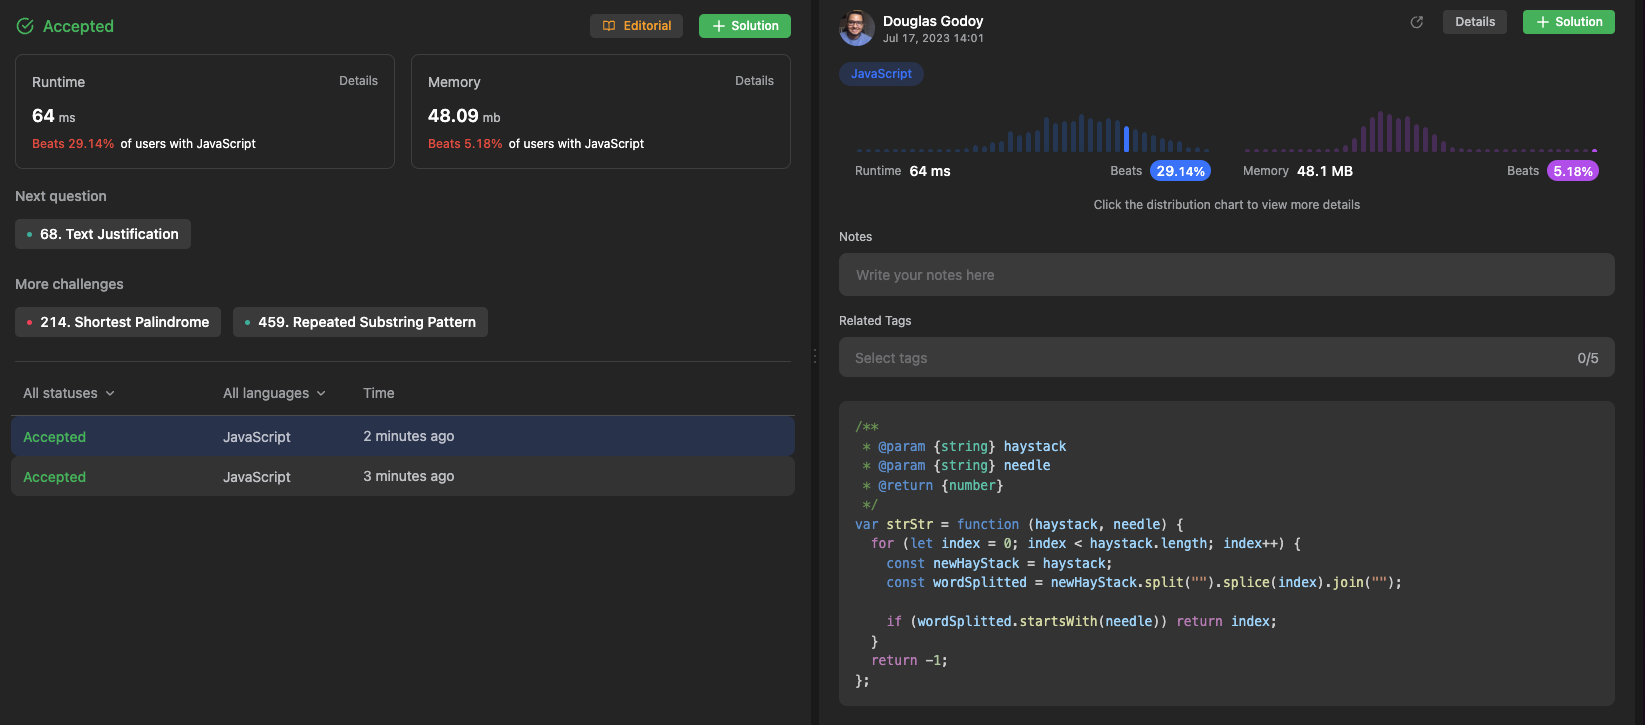 Accepted
Editorial
Solution
Runtime
Details
64 ms
Beats 29.14% of users with JavaScript
Memory
Details
48.09 mb
Beats 5.18% of users with JavaScript
Next question
68. Text Justification
More challenges
214. Shortest Palindrome
459. Repeated Substring Pattern
All statuses All languages Time
Accepted JavaScript 2 minutes ago
Accepted JavaScript 3 minutes ago
Douglas Godoy
Jul 17, 2023 14:01
Details
Solution
JavaScript
Runtime 64 ms Beats 29.14%
Memory 48.1 MB Beats 5.18%
Click the distribution chart to view more details
Notes
Write your notes here
Related Tags
Select tags 0/5
/**
 * @param {string} haystack
 * @param {string} needle
 * @return {number}
 */
var strStr = function (haystack, needle) {
  for (let index = 0; index < haystack.length; index++) {
    const newHayStack = haystack;
    const wordSplitted = newHayStack.split("").splice(index).join("");
    if (wordSplitted.startsWith(needle)) return index;
  }
  return -1;
};